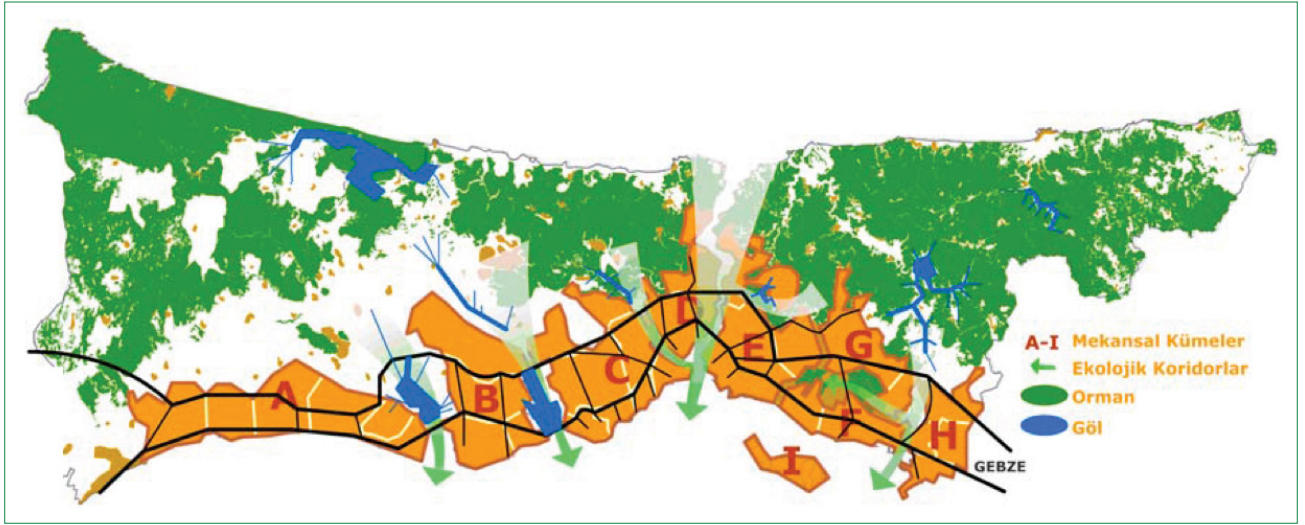 A
B
C
D
E
G
F
H
I
GEBZE
A-I Mekansal Kümeler
Ekolojik Koridorlar
Orman
Göl